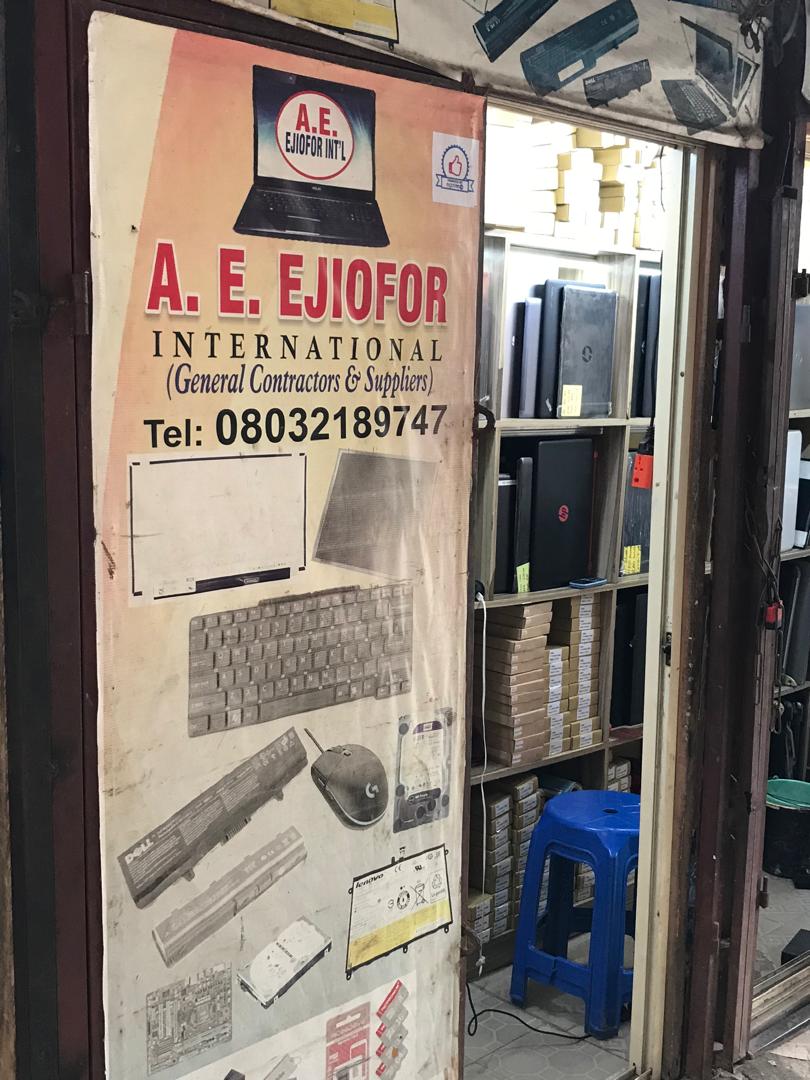 A.E.
EJIOFOR INT'L
A. E. EJIOFOR
INTERNATIONAL
(General Contractors & Suppliers)
Tel: 08032189747
DELL
lenovo